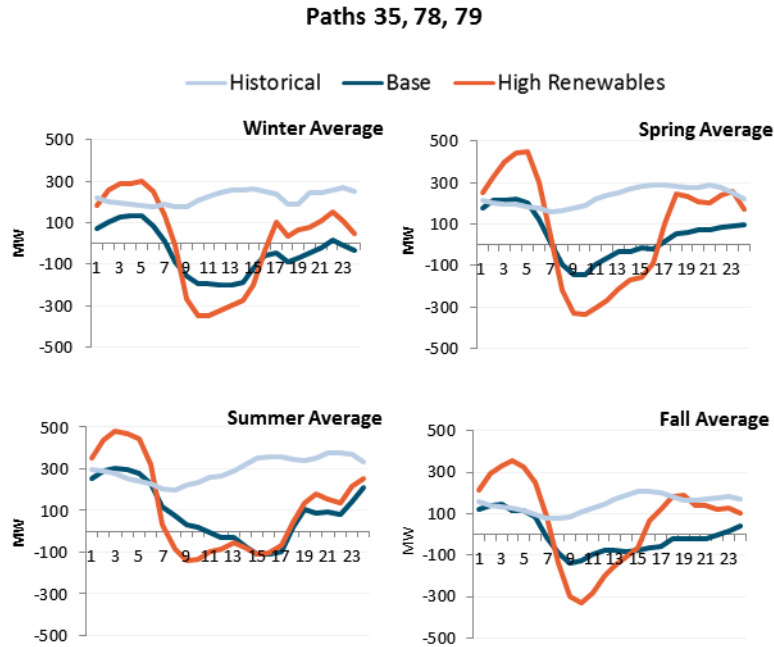 Paths 35, 78, 79
Historical Base High Renewables
Winter Average
500
300
100
-100
-300
-500
MW
1 3 5 7 9 11 13 15 17 19 21 23
Spring Average
500
300
100
-100
-300
-500
MW
1 3 5 7 9 11 13 15 17 19 21 23
Summer Average
500
300
100
-100
-300
-500
MW
1 3 5 7 9 11 13 15 17 19 21 23
Fall Average
500
300
100
-100
-300
-500
MW
1 3 5 7 9 11 13 15 17 19 21 23